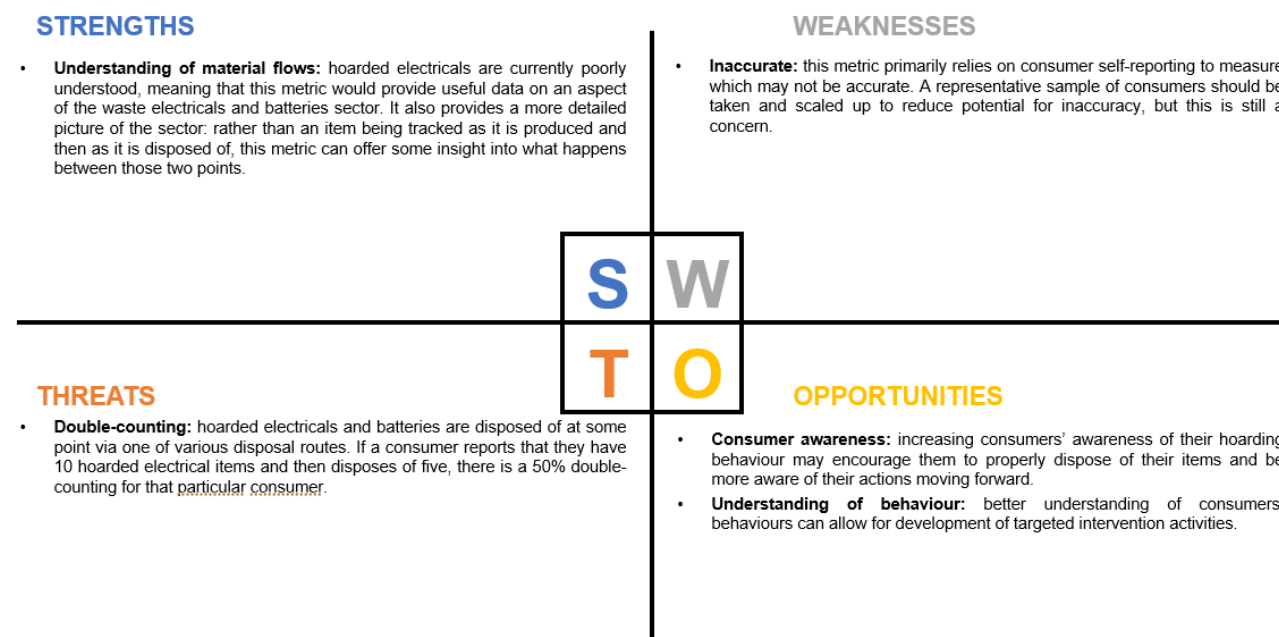 STRENGTHS
• Understanding of material flows: hoarded electricals are currently poorly
understood, meaning that this metric would provide useful data on an aspect
of the waste electricals and batteries sector. It also provides a more detailed
picture of the sector: rather than an item being tracked as it is produced and
then as it is disposed of, this metric can offer some insight into what happens
between those two points.
WEAKNESSES
• Inaccurate: this metric primarily relies on consumer self-reporting to measure
which may not be accurate. A representative sample of consumers should be
taken and scaled up to reduce potential for inaccuracy, but this is still a
concern.
S W
T O
THREATS
• Double-counting: hoarded electricals and batteries are disposed of at some
point via one of various disposal routes. If a consumer reports that they have
10 hoarded electrical items and then disposes of five, there is a 50% double-
counting for that particular consumer.
OPPORTUNITIES
• Consumer awareness: increasing consumers’ awareness of their hoarding
behaviour may encourage them to properly dispose of their items and be
more aware of their actions moving forward.
• Understanding of behaviour: better understanding of consumers
behaviours can allow for development of targeted intervention activities.